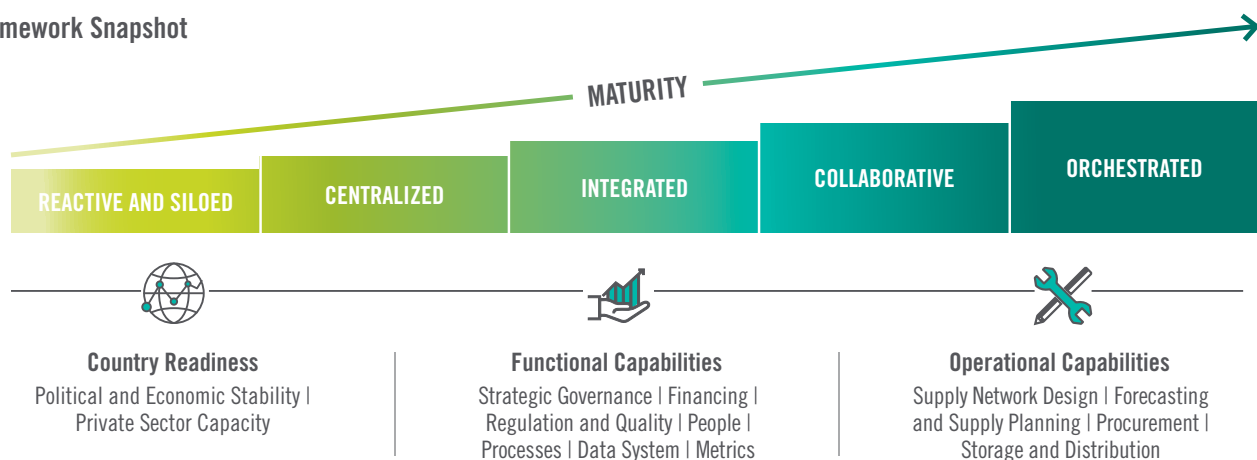 mework Snapshot
MATURITY
REACTIVE AND SILOED
CENTRALIZED
INTEGRATED
COLLABORATIVE
ORCHESTRATED
Country Readiness
Political and Economic Stability |
Private Sector Capacity
Functional Capabilities
Strategic Governance | Financing |
Regulation and Quality | People |
Processes | Data System | Metrics
Operational Capabilities
Supply Network Design | Forecasting
and Supply Planning | Procurement |
Storage and Distribution